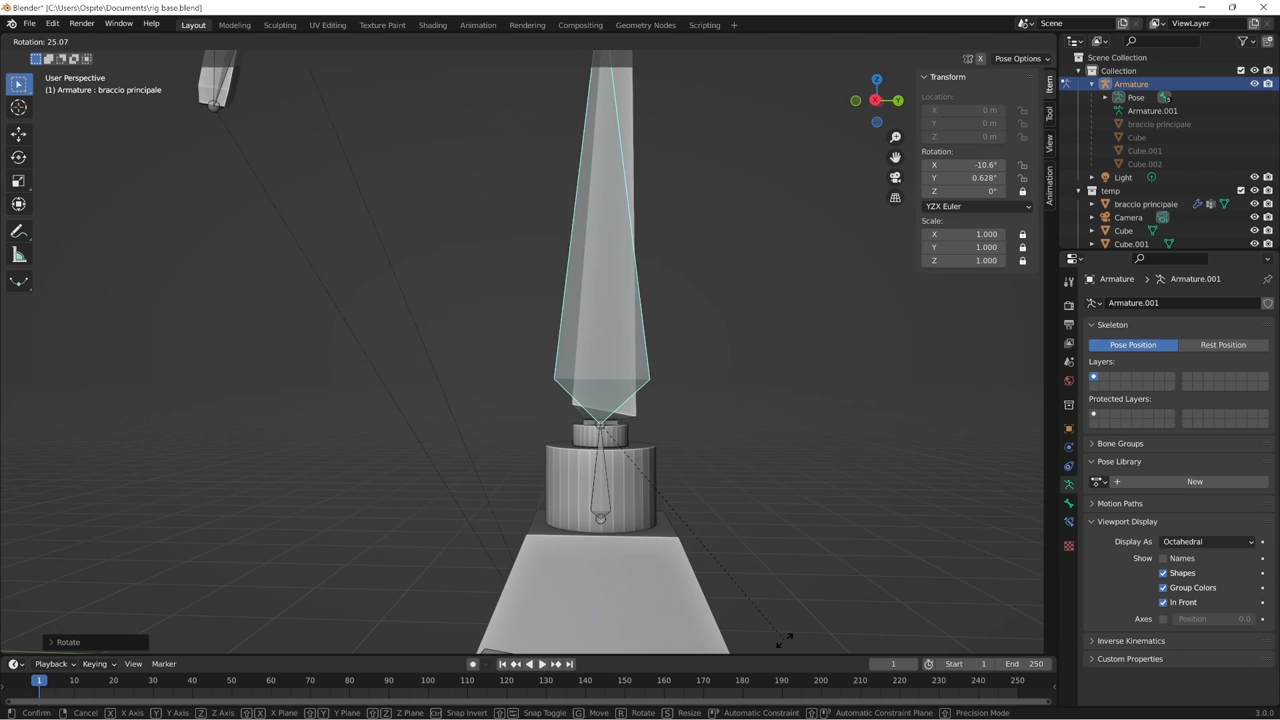 Blender* [C:\Users\Ospite\Documents\rig base.blend]
File Edit Render Window Help Layout Modeling Sculpting UV Editing Texture Paint Shading Animation Rendering Compositing Geometry Nodes Scripting + Scene ViewLayer
Rotation: 25.07
X Pose Options
User Perspective
(1) Armature : braccio principale
Z
Y
X
Transform
Location:
X 0 m
Y 0 m
Z 0 m
Rotation:
X -10.6°
Y 0.628°
Z 0°
YZX Euler
Scale:
X 1.000
Y 1.000
Z 1.000
Item
Tool
View
Animation
Scene Collection
Collection
Armature
Pose 5
Armature.001
braccio principale
Cube
Cube.001
Cube.002
Light
temp
braccio principale
Camera
Cube
Cube.001
Armature > Armature.001
Armature.001
Skeleton
Pose Position Rest Position
Layers:
Protected Layers:
Bone Groups
Pose Library
+ New
Motion Paths
Viewport Display
Display As Octahedral
Show Names
Shapes
Group Colors
In Front
Axes Position 0.0
Inverse Kinematics
Custom Properties
> Rotate
Playback Keying View Marker 1 Start 1 End 250
1 10 20 30 40 50 60 70 80 90 100 110 120 130 140 150 160 170 180 190 200 210 220 230 240 250
Confirm Cancel X X Axis Y Y Axis Z Z Axis X X Plane Y Y Plane Z Z Plane Snap Invert Snap Toggle G Move R Rotate S Resize Automatic Constraint Automatic Constraint Plane Precision Mode 3.0.0